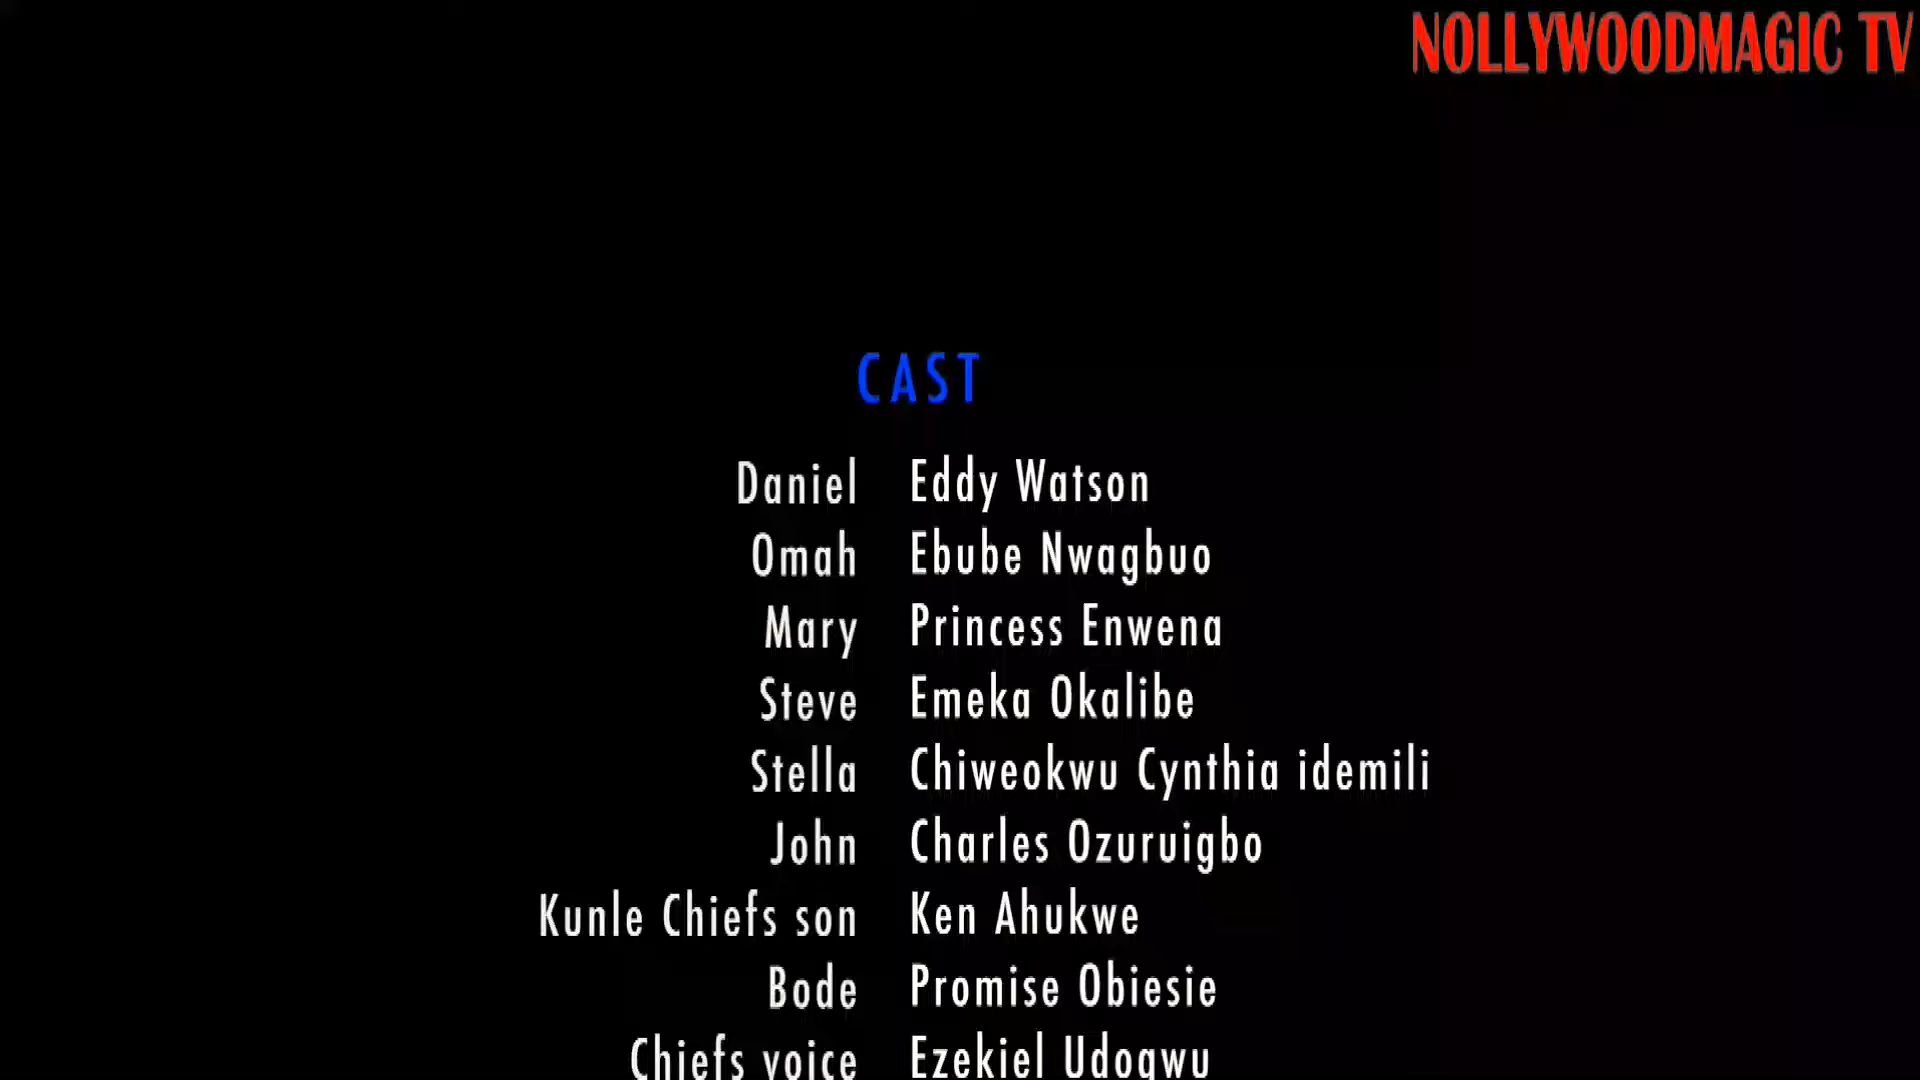 NOLLYWOODMAGIC TV
CAST
Daniel Eddy Watson
Omah Ebube Nwagbuo
Mary Princess Enwena
Steve Emeka Okalibe
Stella Chiweokwu Cynthia idemili
John Charles Ozuruigbo
Kunle Chiefs son Ken Ahukwe
Bode Promise Obiesie
Chiefs voice Ezekiel Udogwu